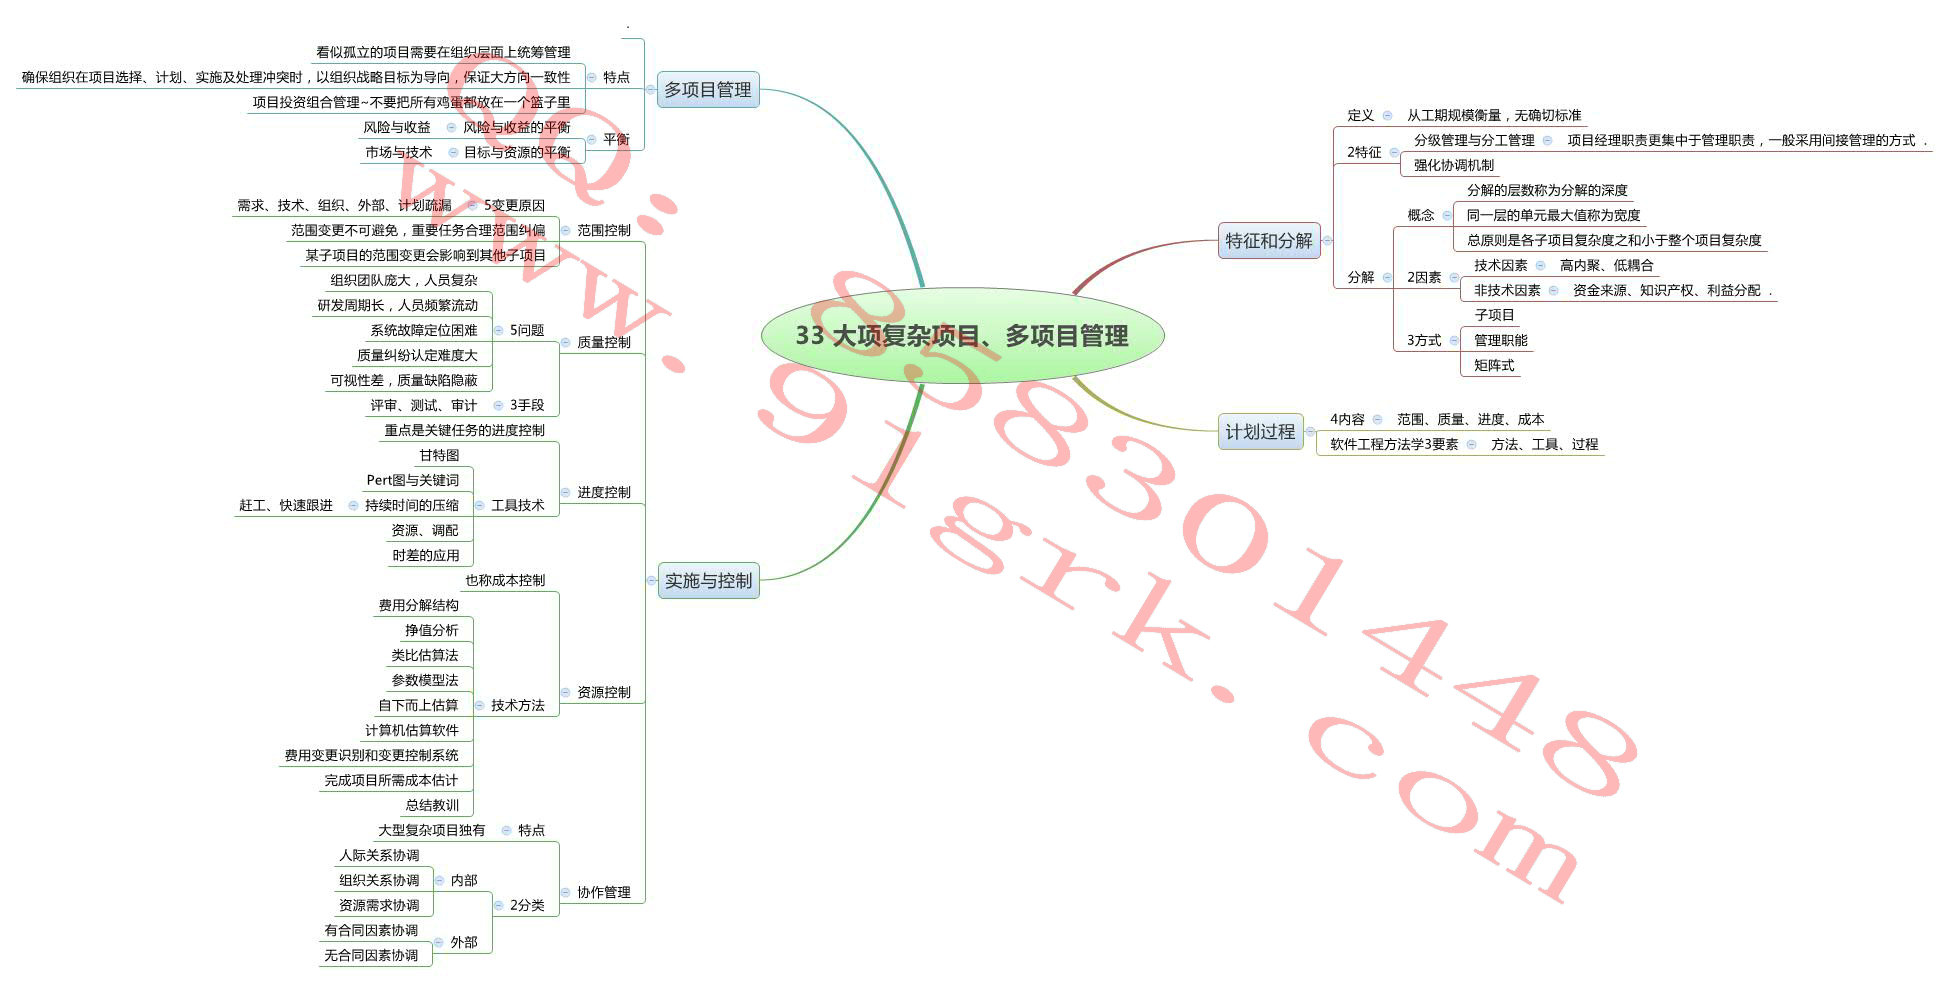 33 大项复杂项目、多项目管理
多项目管理
特点
看似孤立的项目需要在组织层面上统筹管理
确保组织在项目选择、计划、实施及处理冲突时，以组织战略目标为导向，保证大方向一致性
项目投资组合管理~不要把所有鸡蛋都放在一个篮子里
平衡
风险与收益的平衡
风险与收益
目标与资源的平衡
市场与技术
实施与控制
范围控制
5变更原因
需求、技术、组织、外部、计划疏漏
范围变更不可避免，重要任务合理范围纠偏
某子项目的范围变更会影响到其他子项目
质量控制
5问题
组织团队庞大，人员复杂
研发周期长，人员频繁流动
系统故障定位困难
质量纠纷认定难度大
可视性差，质量缺陷隐蔽
3手段
评审、测试、审计
进度控制
重点是关键任务的进度控制
工具技术
甘特图
Pert图与关键词
持续时间的压缩
赶工、快速跟进
资源、调配
时差的应用
资源控制
也称成本控制
技术方法
费用分解结构
挣值分析
类比估算法
参数模型法
自下而上估算
计算机估算软件
费用变更识别和变更控制系统
完成项目所需成本估计
总结教训
协作管理
特点
大型复杂项目独有
2分类
内部
人际关系协调
组织关系协调
资源需求协调
外部
有合同因素协调
无合同因素协调
特征和分解
定义
从工期规模衡量，无确切标准
2特征
分级管理与分工管理
项目经理职责更集中于管理职责，一般采用间接管理的方式 .
强化协调机制
分解
概念
分解的层数称为分解的深度
同一层的单元最大值称为宽度
总原则是各子项目复杂度之和小于整个项目复杂度
2因素
技术因素
高内聚、低耦合
非技术因素
资金来源、知识产权、利益分配 .
3方式
子项目
管理职能
矩阵式
计划过程
4内容
范围、质量、进度、成本
软件工程方法学3要素
方法、工具、过程
QQ: 858301448
www.91grk.com